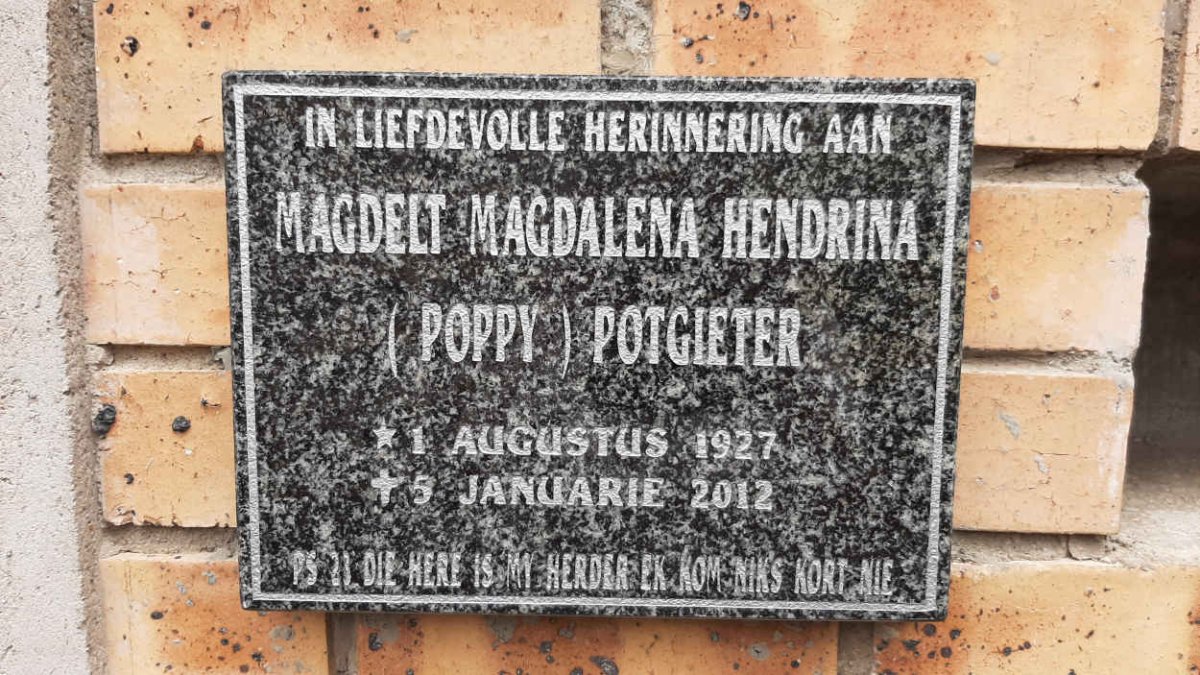 IN LIEFDEVOLLE HERINNERING AAN
MAGDELT MAGDALENA HENDRINA
( POPPY ) POTGIETER
★ 1 AUGUSTUS 1927
✝ 5 JANUARIE 2012
PS 21 DIE HERE IS MY HERDER EK KOM NIKS KORT NIE